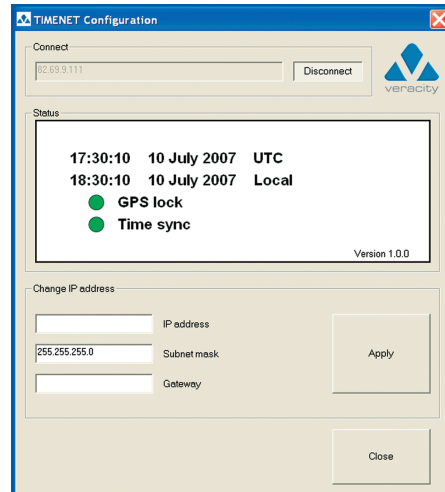 TIMENET Configuration
Connect
82.69.9.111
Disconnect
veracity
Status
17:30:10 10 July 2007 UTC
18:30:10 10 July 2007 Local
GPS lock
Time sync
Version 1.0.0
Change IP address
IP address
255.255.255.0 Subnet mask
Apply
Gateway
Close